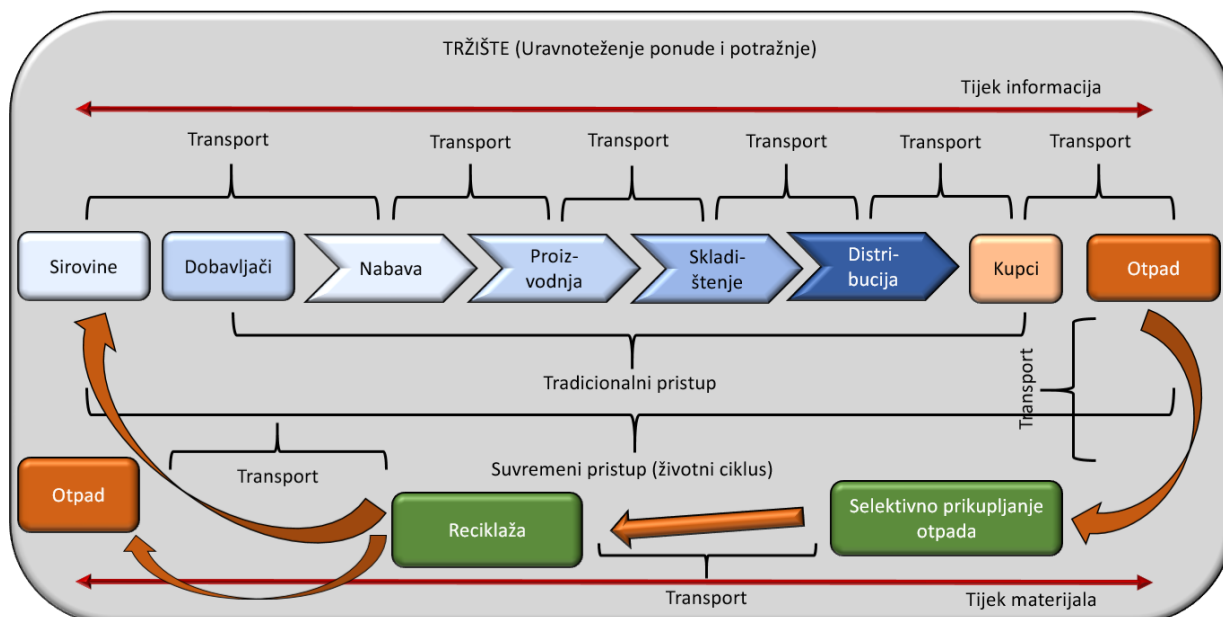 TRŽIŠTE (Uravnoteženje ponude i potražnje)
Tijek informacija
Transport
Transport
Transport
Transport
Transport
Transport
Sirovine
Dobavljači
Nabava
Proiz-
vodnja
Skladi-
štenje
Distri-
bucija
Kupci
Otpad
Tradicionalni pristup
Transport
Suvremeni pristup (životni ciklus)
Transport
Otpad
Reciklaža
Selektivno prikupljanje
otpada
Transport
Tijek materijala